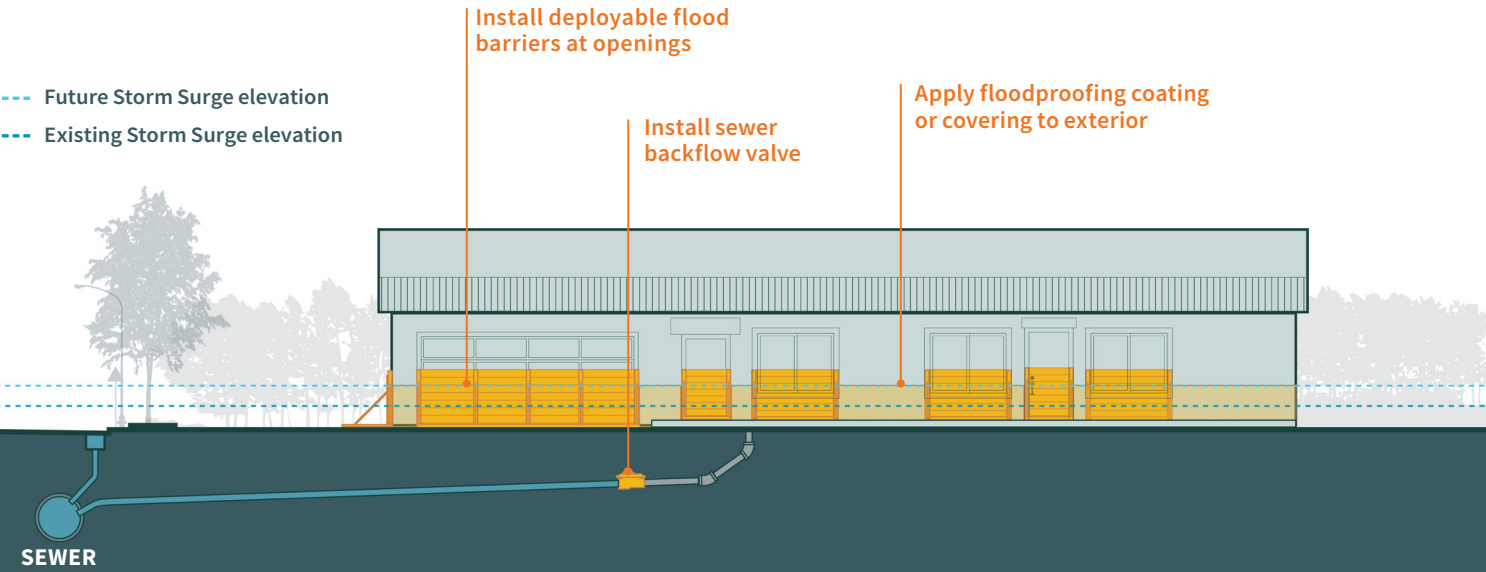 Install deployable flood
barriers at openings
Future Storm Surge elevation
Existing Storm Surge elevation
Install sewer
backflow valve
Apply floodproofing coating
or covering to exterior
SEWER